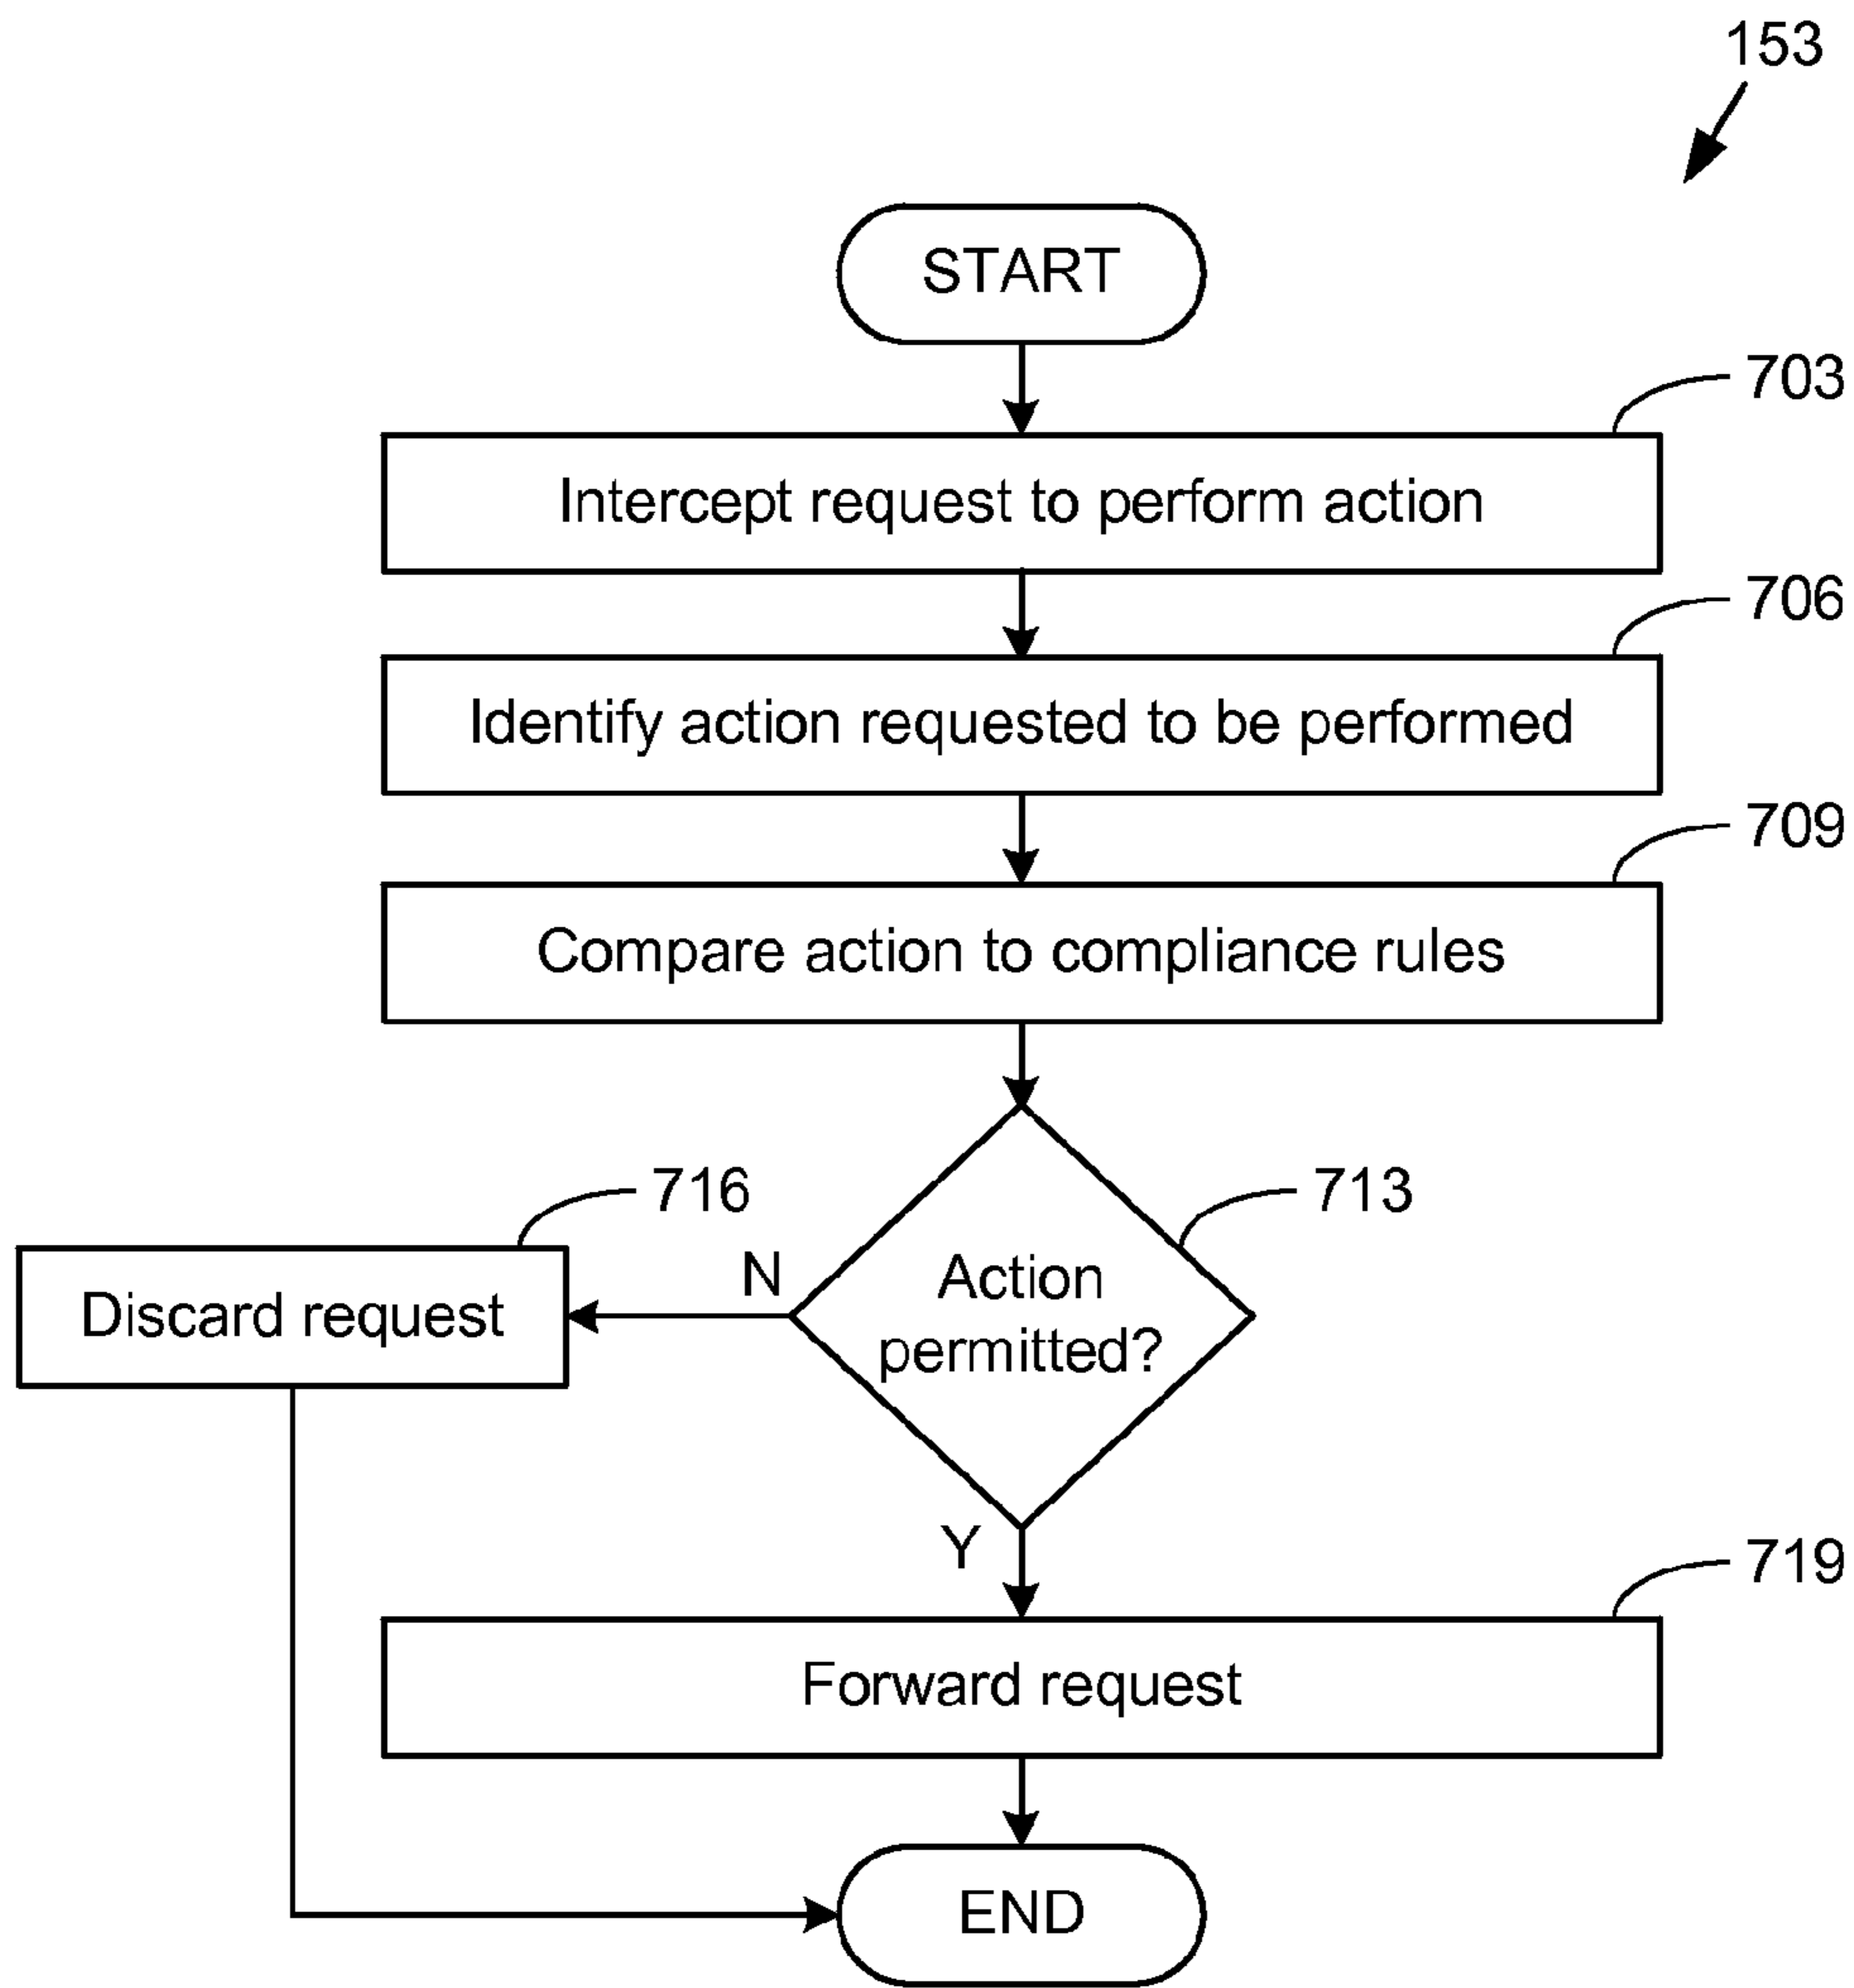 153
START
703
Intercept request to perform action
706
Identify action requested to be performed
709
Compare action to compliance rules
716
713
N
Action
permitted?
Discard request
Y
719
Forward request
END